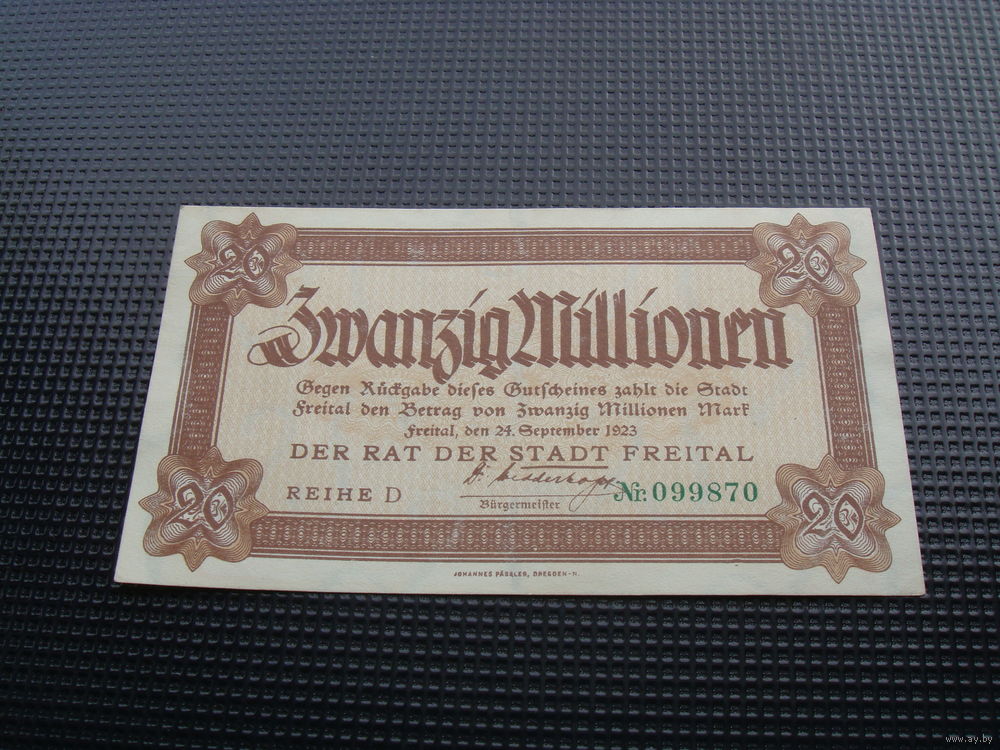 20 20
Zwanzig Millionen
Gegen Rückgabe dieses Gutscheines zahlt die Stadt
Freital den Betrag von Zwanzig Millionen Mark
Freital, den 24. September 1923
DER RAT DER STADT FREITAL
REIHE D
Bürgermeister
Nr. 099870
20 20
JOHANNES PÄSSLER, DRESDEN-N.
www.ay.by